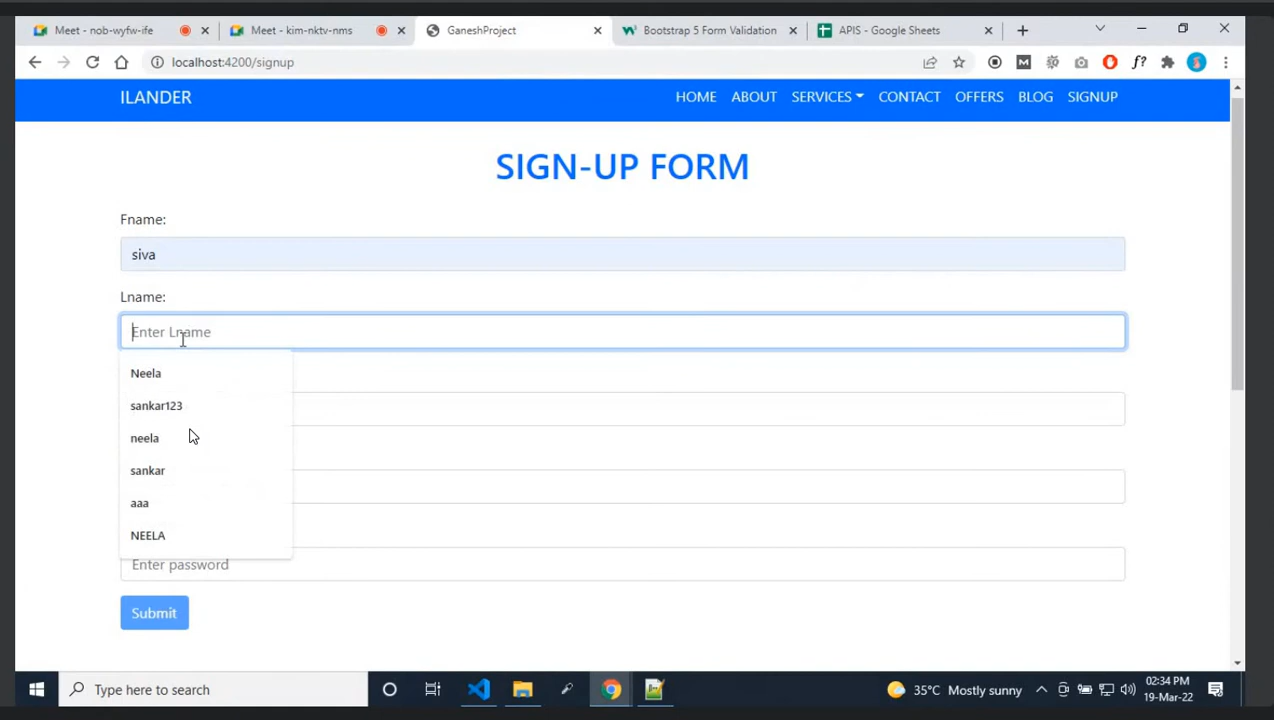 Meet - nob-wyfw-ife
Meet - kim-nktv-nms
GaneshProject
Bootstrap 5 Form Validation
APIS - Google Sheets
localhost:4200/signup
ILANDER
HOME ABOUT SERVICES CONTACT OFFERS BLOG SIGNUP
SIGN-UP FORM
Fname:
siva
Lname:
Enter Lname
Neela
sankar123
neela
sankar
aaa
NEELA
Enter password
Submit
Type here to search
35°C Mostly sunny
02:34 PM
19-Mar-22